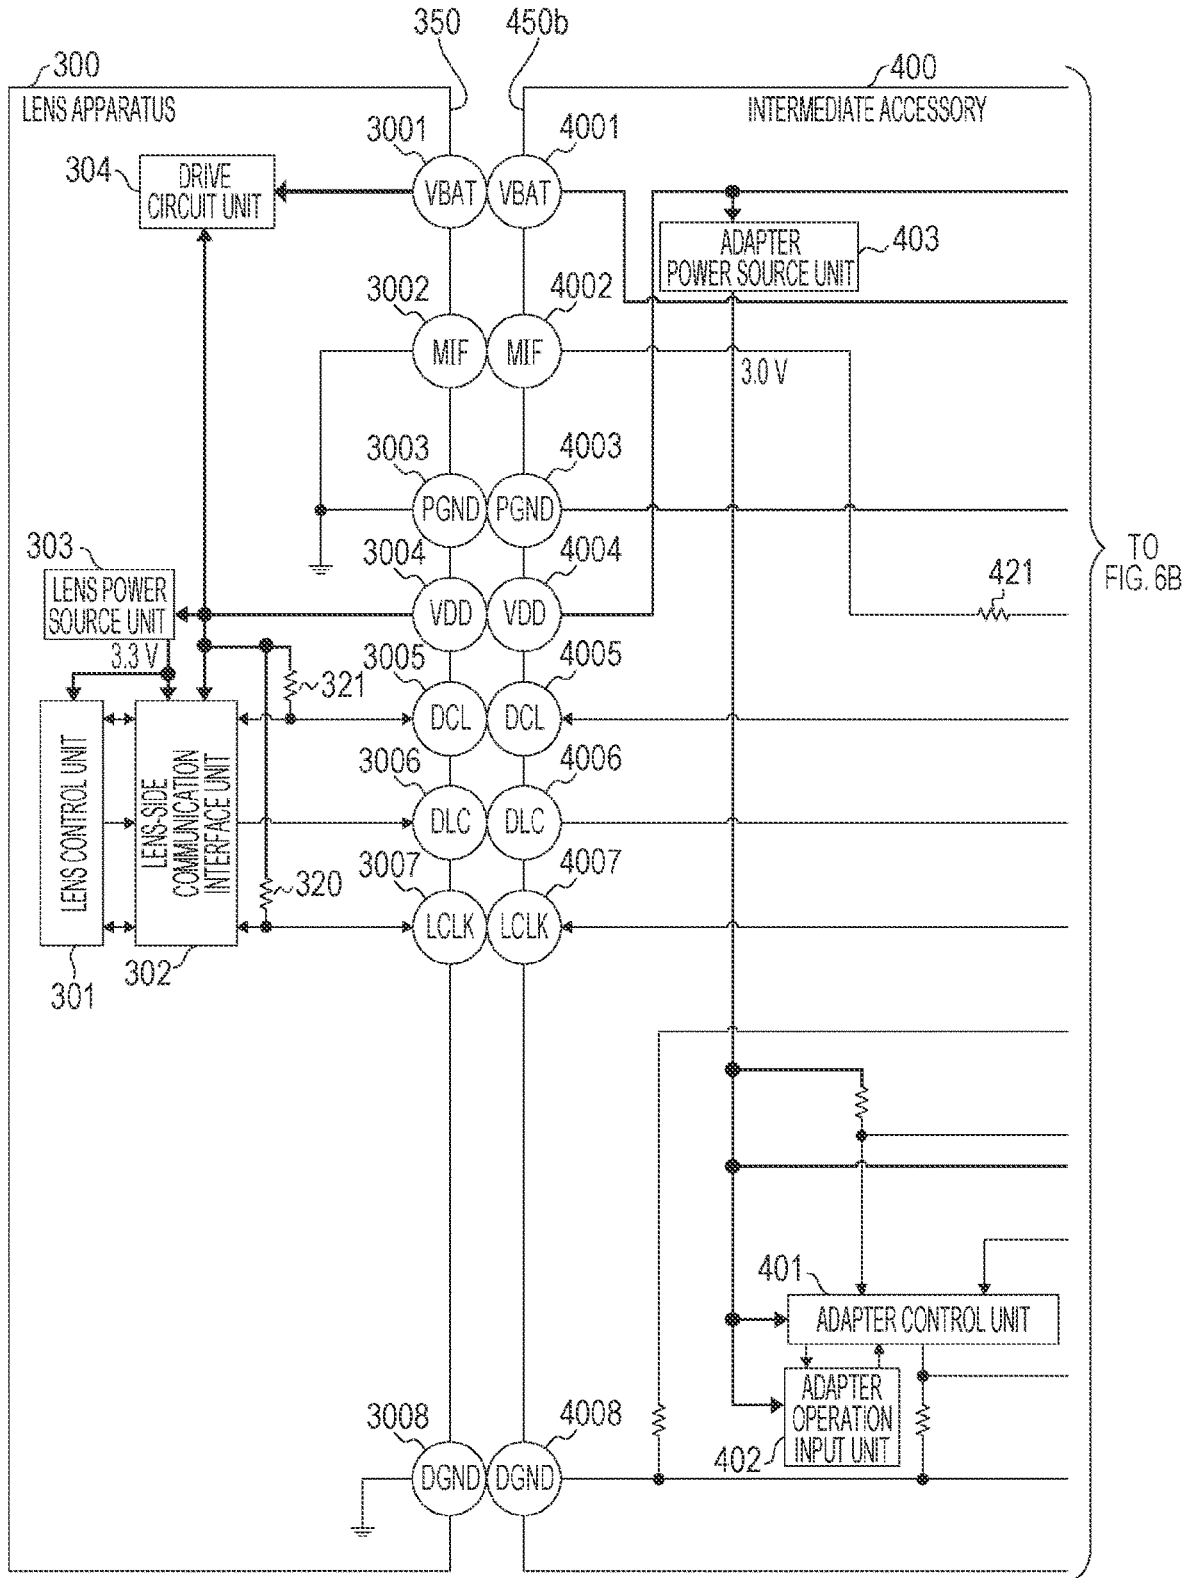 350
450b
300
400
LENS APPARATUS
INTERMEDIATE ACCESSORY
3001
4001
304
DRIVE
CIRCUIT UNIT
VBAT
VBAT
ADAPTER
POWER SOURCE UNIT
403
3002
4002
MIF
MIF
3.0 V
3003
4003
PGND
PGND
303
LENS POWER
SOURCE UNIT
3004
4004
VDD
VDD
421
TO
FIG. 6B
3.3 V
321
3005
4005
DCL
DCL
LENS CONTROL UNIT
LENS-SIDE
COMMUNICATION
INTERFACE UNIT
3006
4006
DLC
DLC
320
3007
4007
LCLK
LCLK
301
302
401
ADAPTER CONTROL UNIT
ADAPTER
OPERATION
INPUT UNIT
402
3008
4008
DGND
DGND